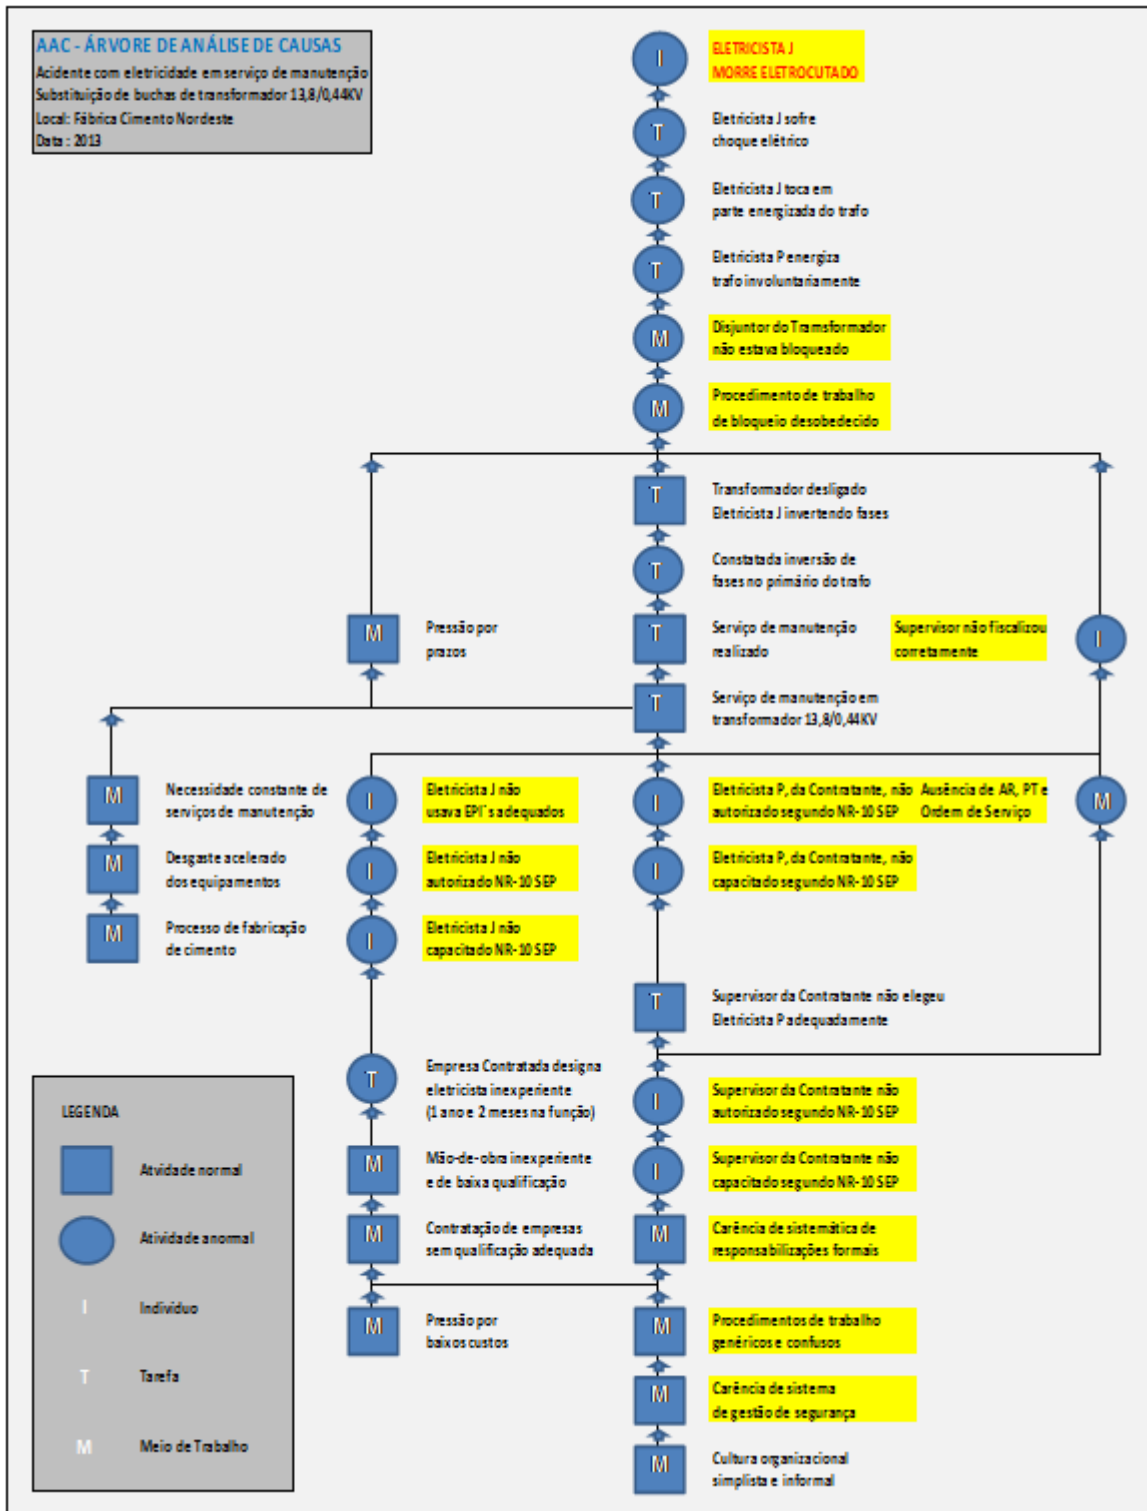 AAC - ÁRVORE DE ANÁLISE DE CAUSAS
Acidente com eletricidade em serviço de manutenção
Substituição de buchas de transformador 13,8/0,44KV
Local: Fábrica Cimento Nordeste
Data : 2013
I
ELETRICISTA J
MORRE ELETROCUTADO
T
Eletricista J sofre
choque elétrico
T
Eletricista J toca em
parte energizada do trafo
T
Eletricista P energiza
trafo involuntariamente
M
Disjuntor do Transformador
não estava bloqueado
M
Procedimento de trabalho
de bloqueio desobedecido
T
Transformador desligado
Eletricista J invertendo fases
T
Constatada inversão de
fases no primário do trafo
M
Pressão por
prazos
T
Serviço de manutenção
realizado
Supervisor não fiscalizou
corretamente
I
T
Serviço de manutenção em
transformador 13,8/0,44KV
M
Necessidade constante de
serviços de manutenção
I
Eletricista J não
usava EPI´s adequados
I
Eletricista P, da Contratante, não
autorizado segundo NR-10 SEP
Ausência de AR, PT e
Ordem de Serviço
M
M
Desgaste acelerado
dos equipamentos
I
Eletricista J não
autorizado NR-10 SEP
I
Eletricista P, da Contratante, não
capacitado segundo NR-10 SEP
M
Processo de fabricação
de cimento
I
Eletricista J não
capacitado NR-10 SEP
T
Supervisor da Contratante não elegeu
Eletricista P adequadamente
T
Empresa Contratada designa
eletricista inexperiente
(1 ano e 2 meses na função)
I
Supervisor da Contratante não
autorizado segundo NR-10 SEP
M
Mão-de-obra inexperiente
e de baixa qualificação
I
Supervisor da Contratante não
capacitado segundo NR-10 SEP
M
Contratação de empresas
sem qualificação adequada
M
Carência de sistemática de
responsabilizações formais
M
Pressão por
baixos custos
M
Procedimentos de trabalho
genéricos e confusos
M
Carência de sistema
de gestão de segurança
M
Cultura organizacional
simplista e informal
LEGENDA
Atvidade normal
Atividade anormal
I
Indivíduo
T
Tarefa
M
Meio de Trabalho